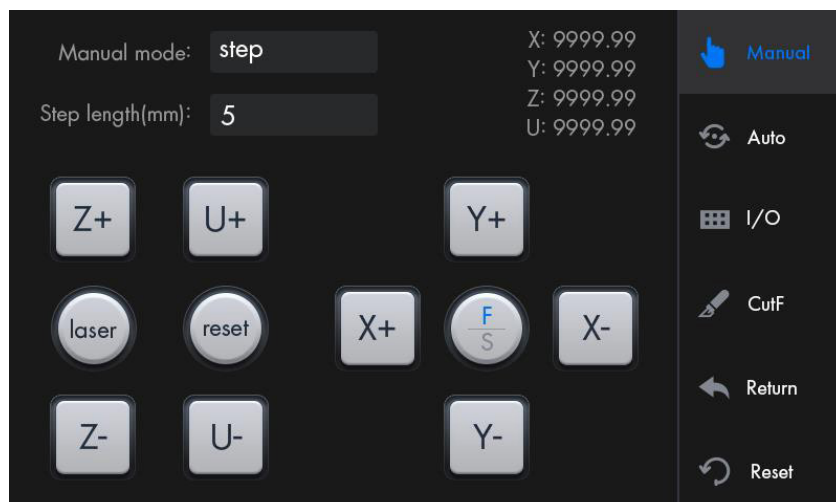 Manual mode: step
X: 9999.99
Y: 9999.99
Step length(mm): 5
Z: 9999.99
U: 9999.99
Z+ U+ Y+
laser reset X+ F X-
S
Z- U- Y-
Manual
Auto
I/O
CutF
Return
Reset